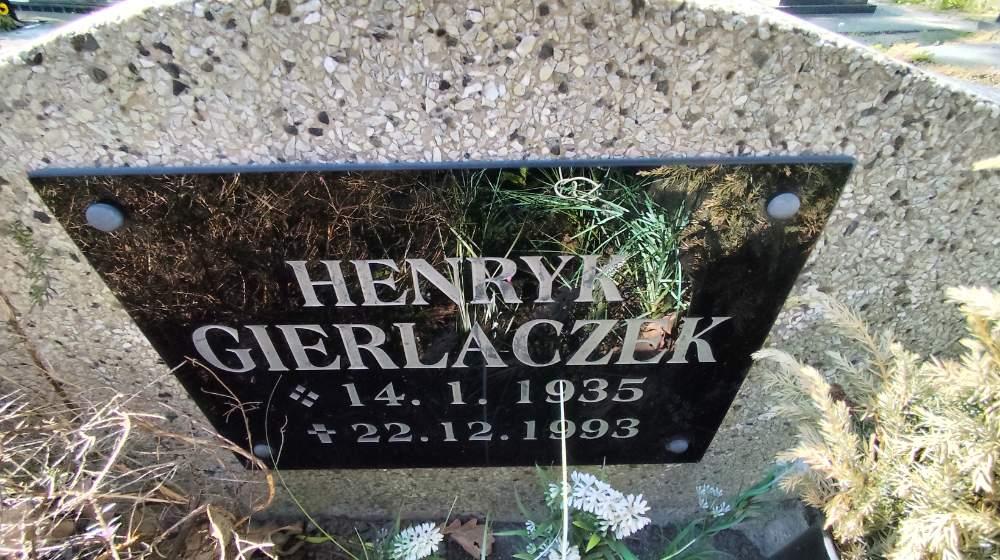 HENRYK
GIERLACZEK
14. 1. 1935
✝ 22.12.1993